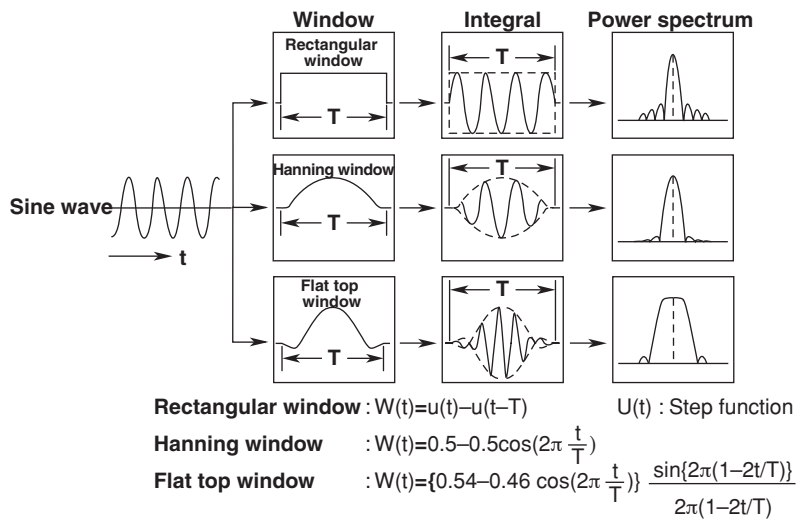 Window Integral Power spectrum
Rectangular
window
T
T
Sine wave
t
Hanning window
T
T
Flat top
window
T
T
Rectangular window : W(t)=u(t)–u(t–T) U(t) : Step function
Hanning window : W(t)=0.5–0.5cos(2π t/T)
Flat top window : W(t)={0.54–0.46 cos(2π t/T)} sin{2π(1–2t/T)}/2π(1–2t/T)